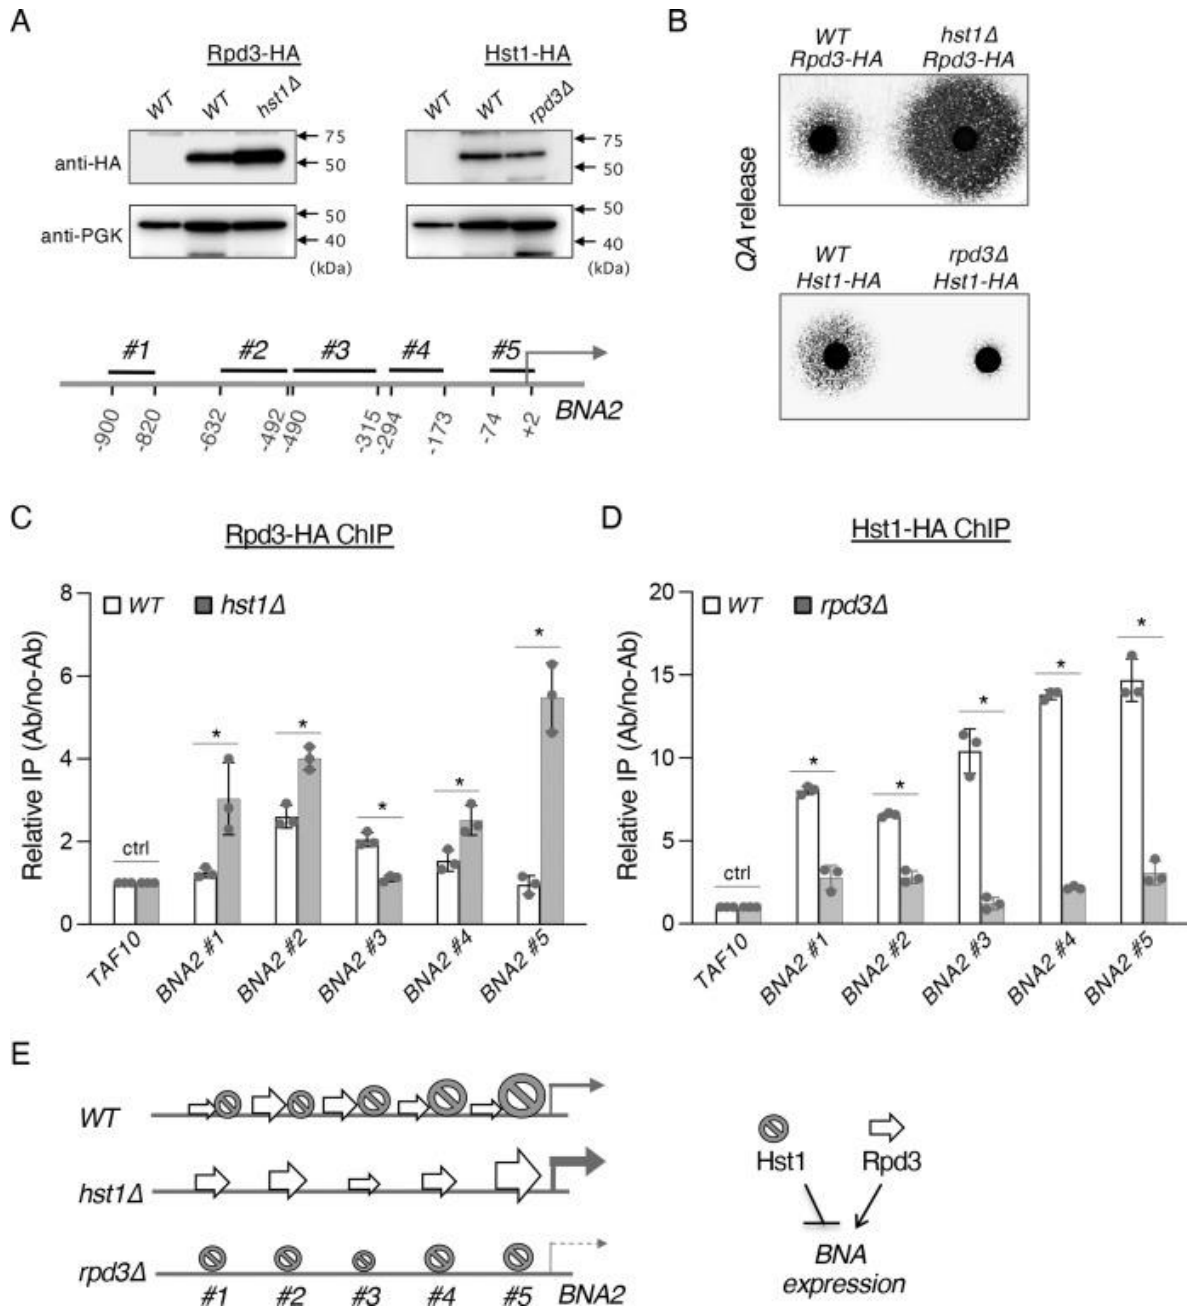 A
Rpd3-HA
Hst1-HA
WT
WT
hst1Δ
WT
WT
rpd3Δ
anti-HA
75
50
75
50
anti-PGK
50
40
(kDa)
50
40
(kDa)
#1
#2
#3
#4
#5
BNA2
-900
-820
-632
-492
-490
-315
-294
-173
-74
+2
B
WT
Rpd3-HA
hst1Δ
Rpd3-HA
QA release
WT
Hst1-HA
rpd3Δ
Hst1-HA
C
Rpd3-HA ChIP
WT
hst1Δ
Relative IP (Ab/no-Ab)
8
6
4
2
0
ctrl
*
*
*
*
*
TAF10
BNA2 #1
BNA2 #2
BNA2 #3
BNA2 #4
BNA2 #5
D
Hst1-HA ChIP
WT
rpd3Δ
Relative IP (Ab/no-Ab)
20
15
10
5
0
ctrl
*
*
*
*
*
TAF10
BNA2 #1
BNA2 #2
BNA2 #3
BNA2 #4
BNA2 #5
E
WT
hst1Δ
rpd3Δ
#1
#2
#3
#4
#5
BNA2
Hst1
Rpd3
BNA
expression